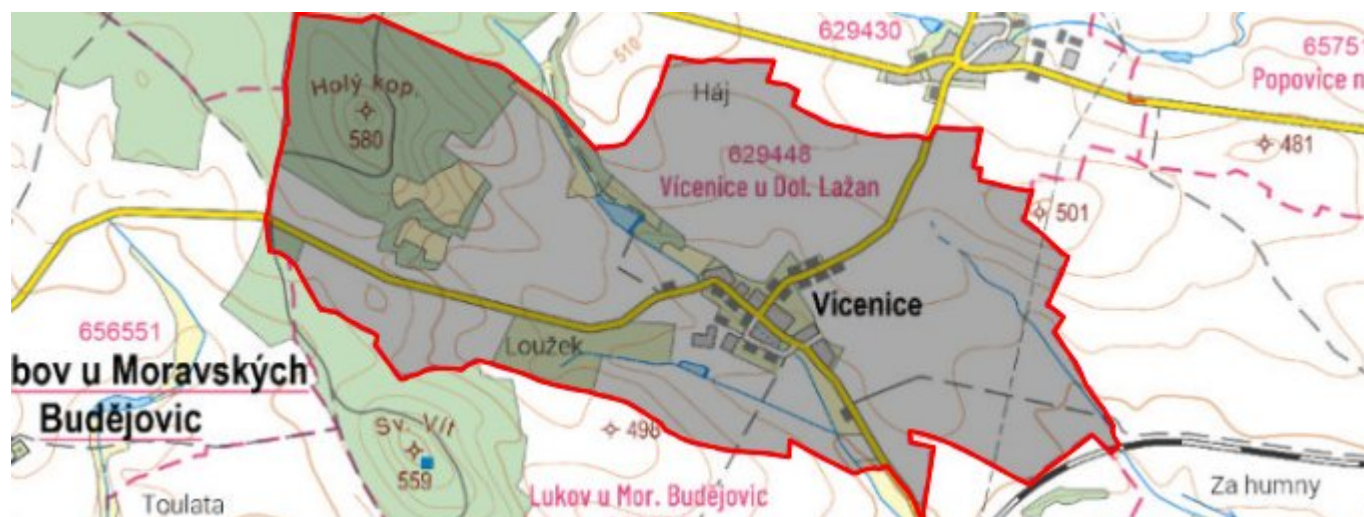 629430
6575
Popovice n
Holý kop.
580
510
Háj
629448
Vícenice u Dol. Lažan
481
501
Vícenice
656551
bov u Moravských
Budějovic
Loužek
Sv. Vít
559
498
Lukov u Mor. Budějovic
Toulata
Za humny